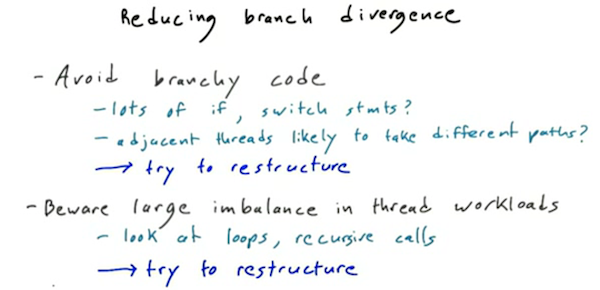 Reducing branch divergence
- Avoid branchy code
- lots of if, switch stmts?
- adjacent threads likely to take different paths?
→ try to restructure
- Beware large imbalance in thread workloads
- look at loops, recursive calls
→ try to restructure